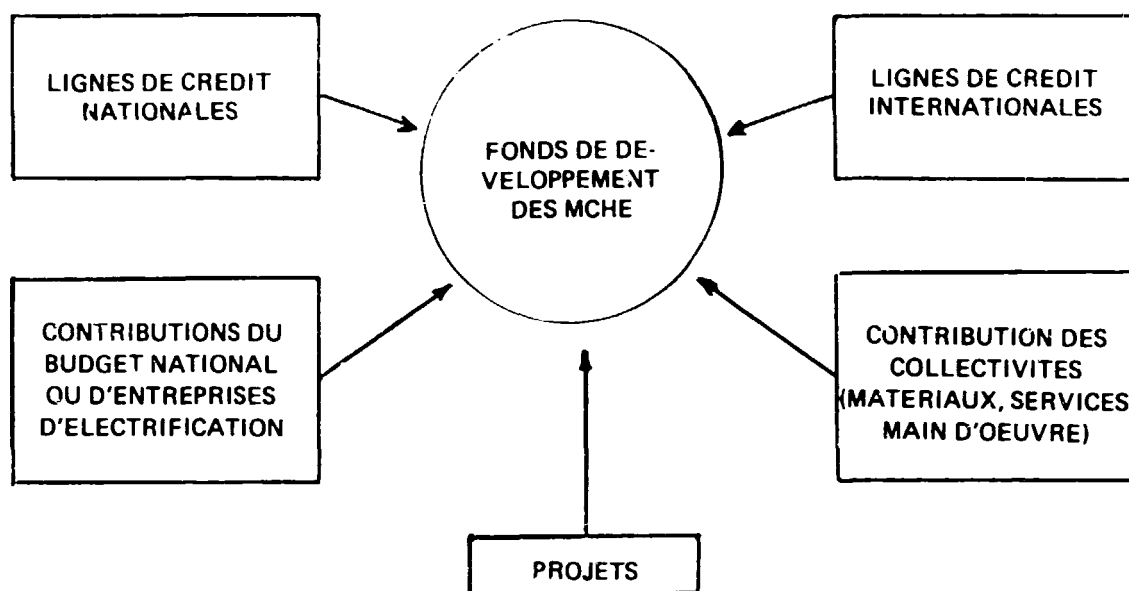 LIGNES DE CREDIT
NATIONALES
FONDS DE DE-
VELOPPEMENT
DES MCHE
LIGNES DE CREDIT
INTERNATIONALES
CONTRIBUTIONS DU
BUDGET NATIONAL
OU D'ENTREPRISES
D'ELECTRIFICATION
CONTRIBUTION DES
COLLECTIVITES
(MATERIAUX, SERVICES
MAIN D'OEUVRE)
PROJETS